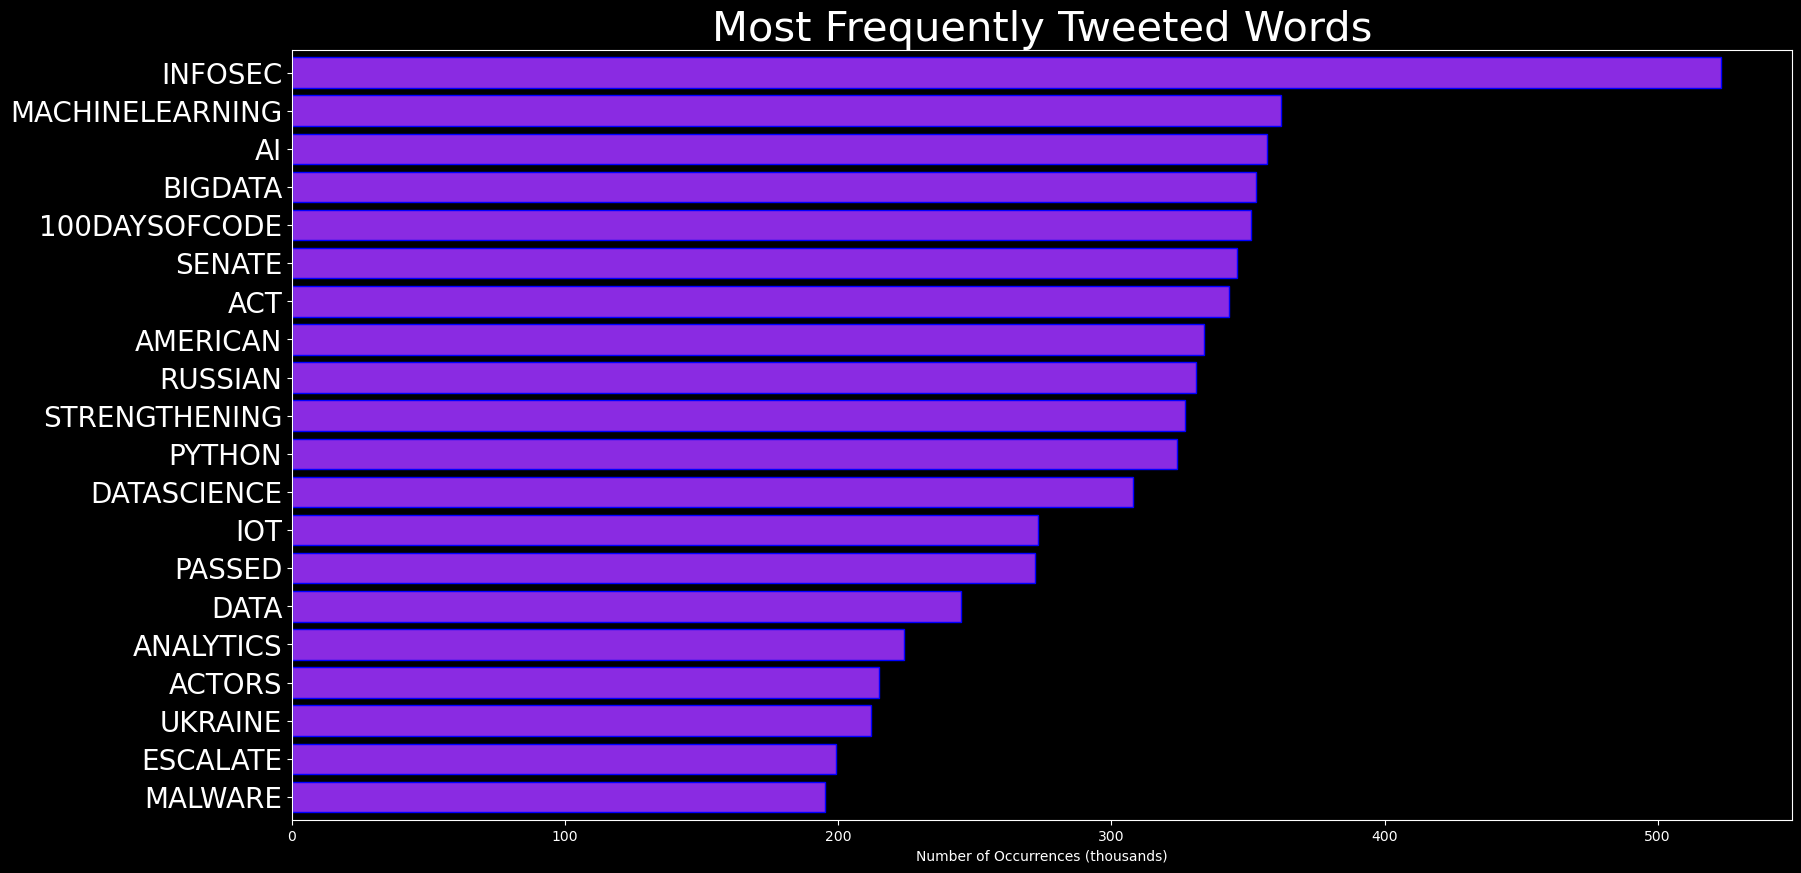 Most Frequently Tweeted Words
INFOSEC
MACHINELEARNING
AI
BIGDATA
100DAYSOFCODE
SENATE
ACT
AMERICAN
RUSSIAN
STRENGTHENING
PYTHON
DATASCIENCE
IOT
PASSED
DATA
ANALYTICS
ACTORS
UKRAINE
ESCALATE
MALWARE
0 100 200 300 400 500
Number of Occurrences (thousands)